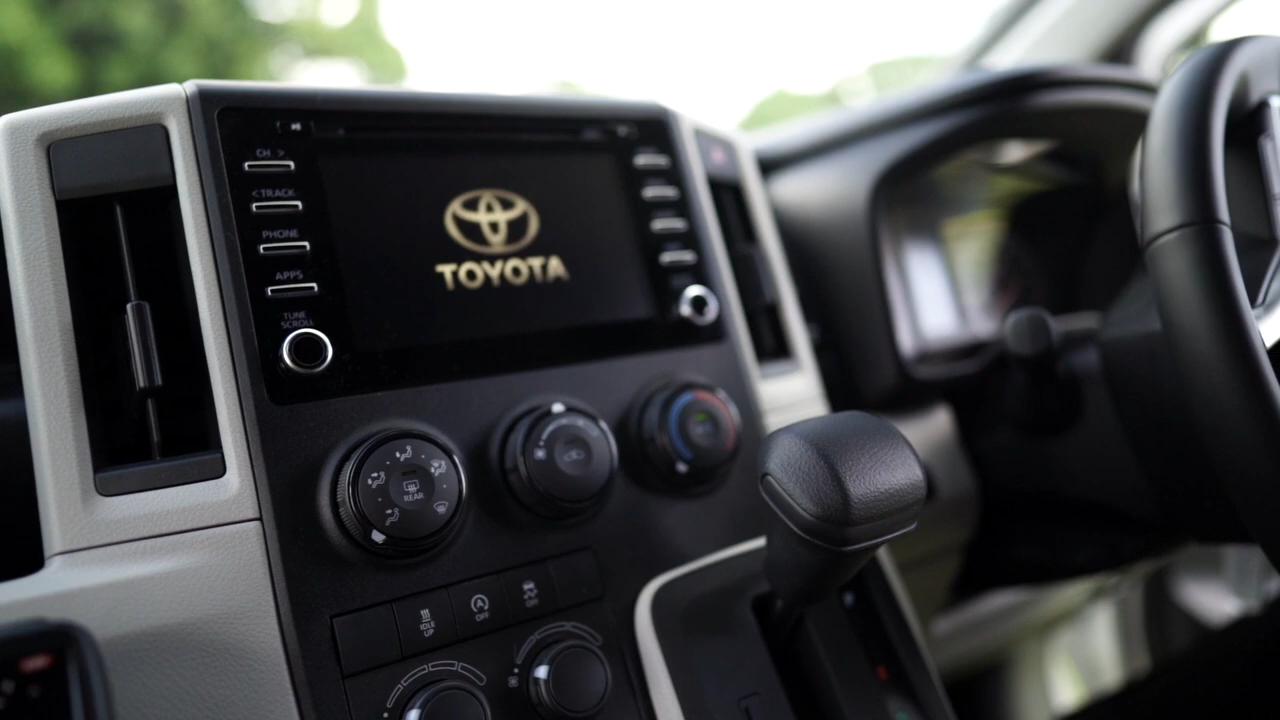 CH >
< TRACK
PHONE
APPS
TUNE
SCROLL
TOYOTA
REAR
IDLE
UP
OFF
OFF